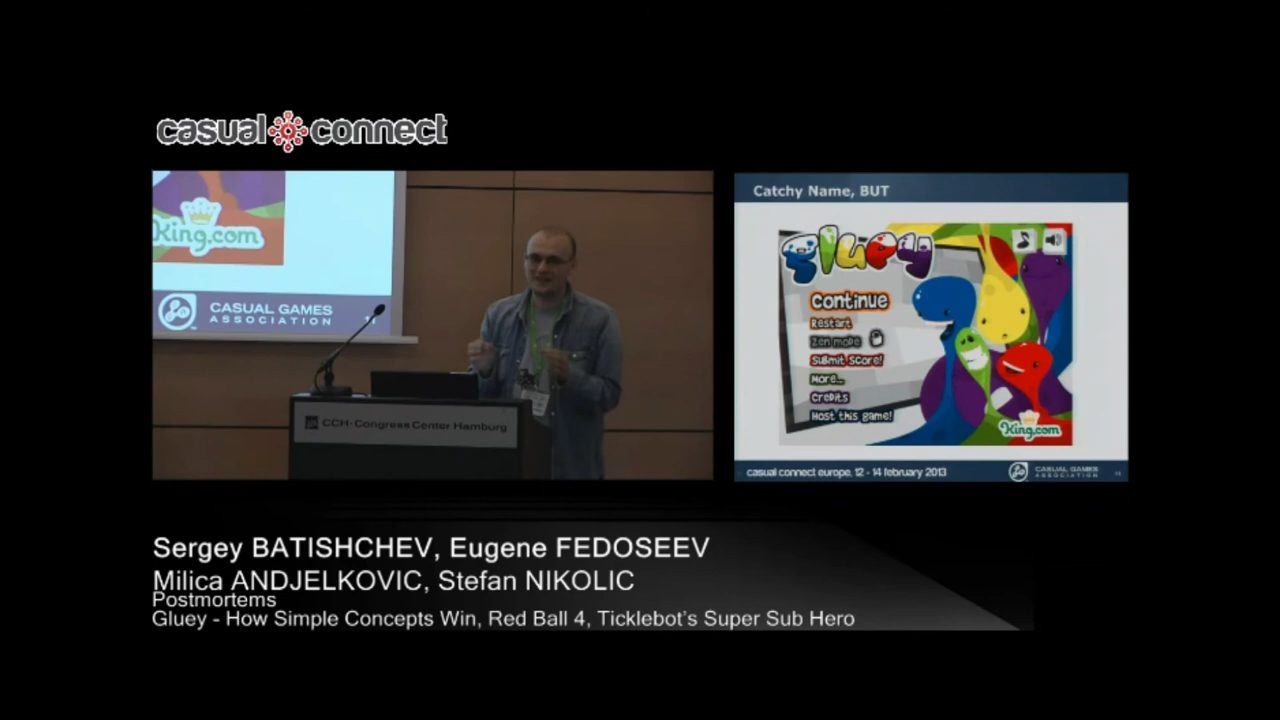 casual connect
King.com
CASUAL GAMES
ASSOCIATION
CCH-Congress Center Hamburg
Catchy Name, BUT
gluey
Continue
Restart
Zen mode
Submit score!
More...
Credits
Host this game!
King.com
casual connect europe, 12 - 14 february 2013
CASUAL GAMES
ASSOCIATION
11
Sergey BATISHCHEV, Eugene FEDOSEEV
Milica ANDJELKOVIC, Stefan NIKOLIC
Postmortems
Gluey - How Simple Concepts Win, Red Ball 4, Ticklebot's Super Sub Hero